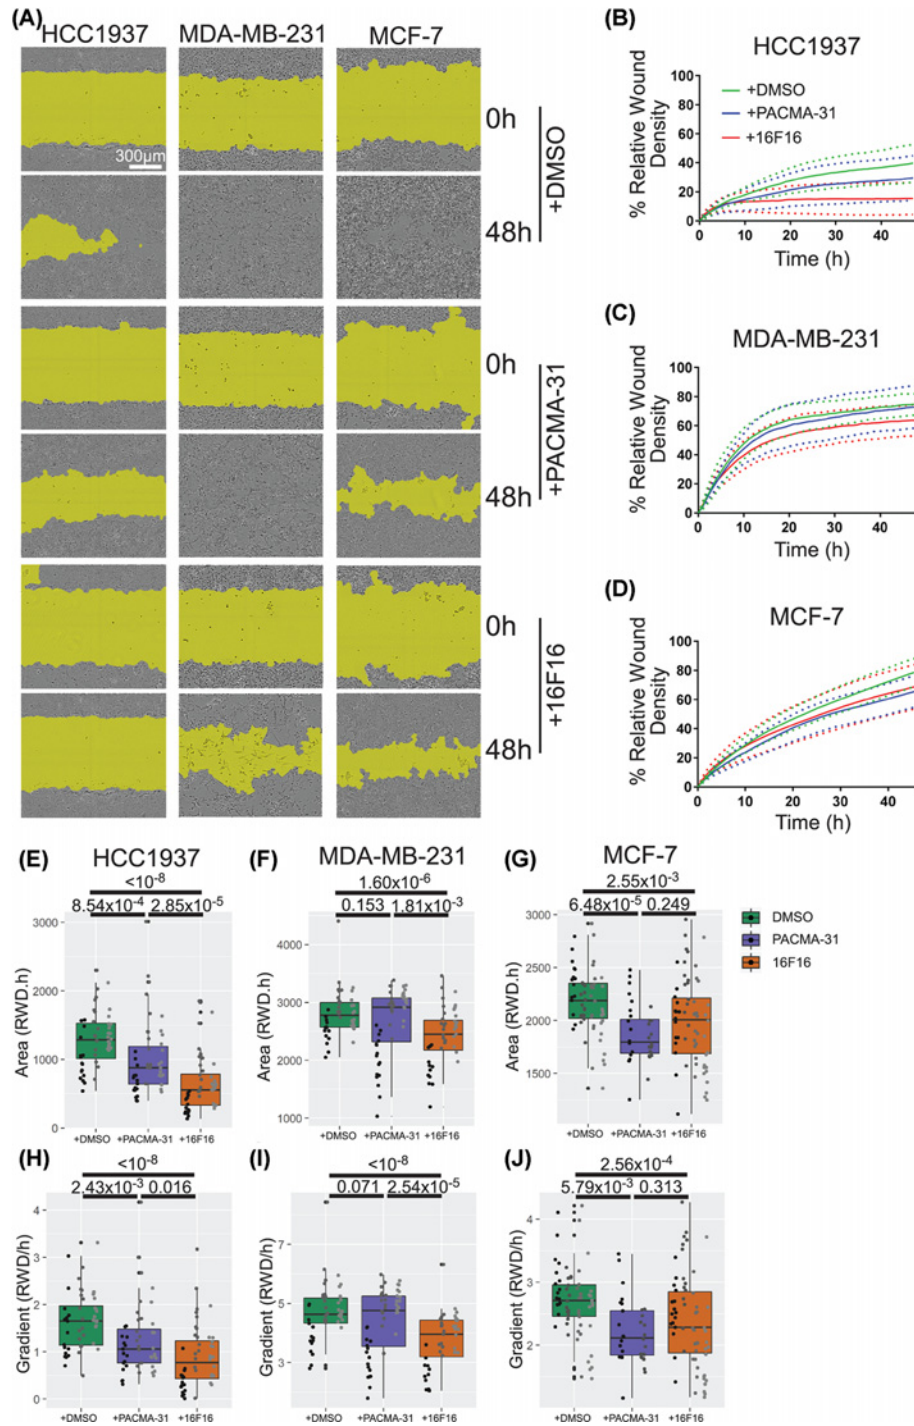 (A)
HCC1937 MDA-MB-231 MCF-7
0h
300µm
+DMSO
48h
0h
+PACMA-31
48h
0h
+16F16
48h
(B)
HCC1937
100
80
60
40
20
0
% Relative Wound
Density
+DMSO
+PACMA-31
+16F16
0 10 20 30 40
Time (h)
(C)
MDA-MB-231
100
80
60
40
20
0
% Relative Wound
Density
0 10 20 30 40
Time (h)
(D)
MCF-7
100
80
60
40
20
0
% Relative Wound
Density
0 10 20 30 40
Time (h)
(E) HCC1937
<10-8
8.54x10-4 2.85x10-5
3000
2000
1000
0
Area (RWD.h)
+DMSO +PACMA-31 +16F16
(F) MDA-MB-231
1.60x10-6
0.153 1.81x10-3
4000
3000
2000
1000
Area (RWD.h)
+DMSO +PACMA-31 +16F16
(G) MCF-7
2.55x10-3
6.48x10-5 0.249
3000
2500
2000
1500
Area (RWD.h)
+DMSO +PACMA-31 +16F16
DMSO
PACMA-31
16F16
(H)
<10-8
2.43x10-3 0.016
4
3
2
1
0
Gradient (RWD/h)
+DMSO +PACMA-31 +16F16
(I)
<10-8
0.071 2.54x10-5
7
5
3
Gradient (RWD/h)
+DMSO +PACMA-31 +16F16
(J)
2.56x10-4
5.79x10-3 0.313
4
3
2
Gradient (RWD/h)
+DMSO +PACMA-31 +16F16